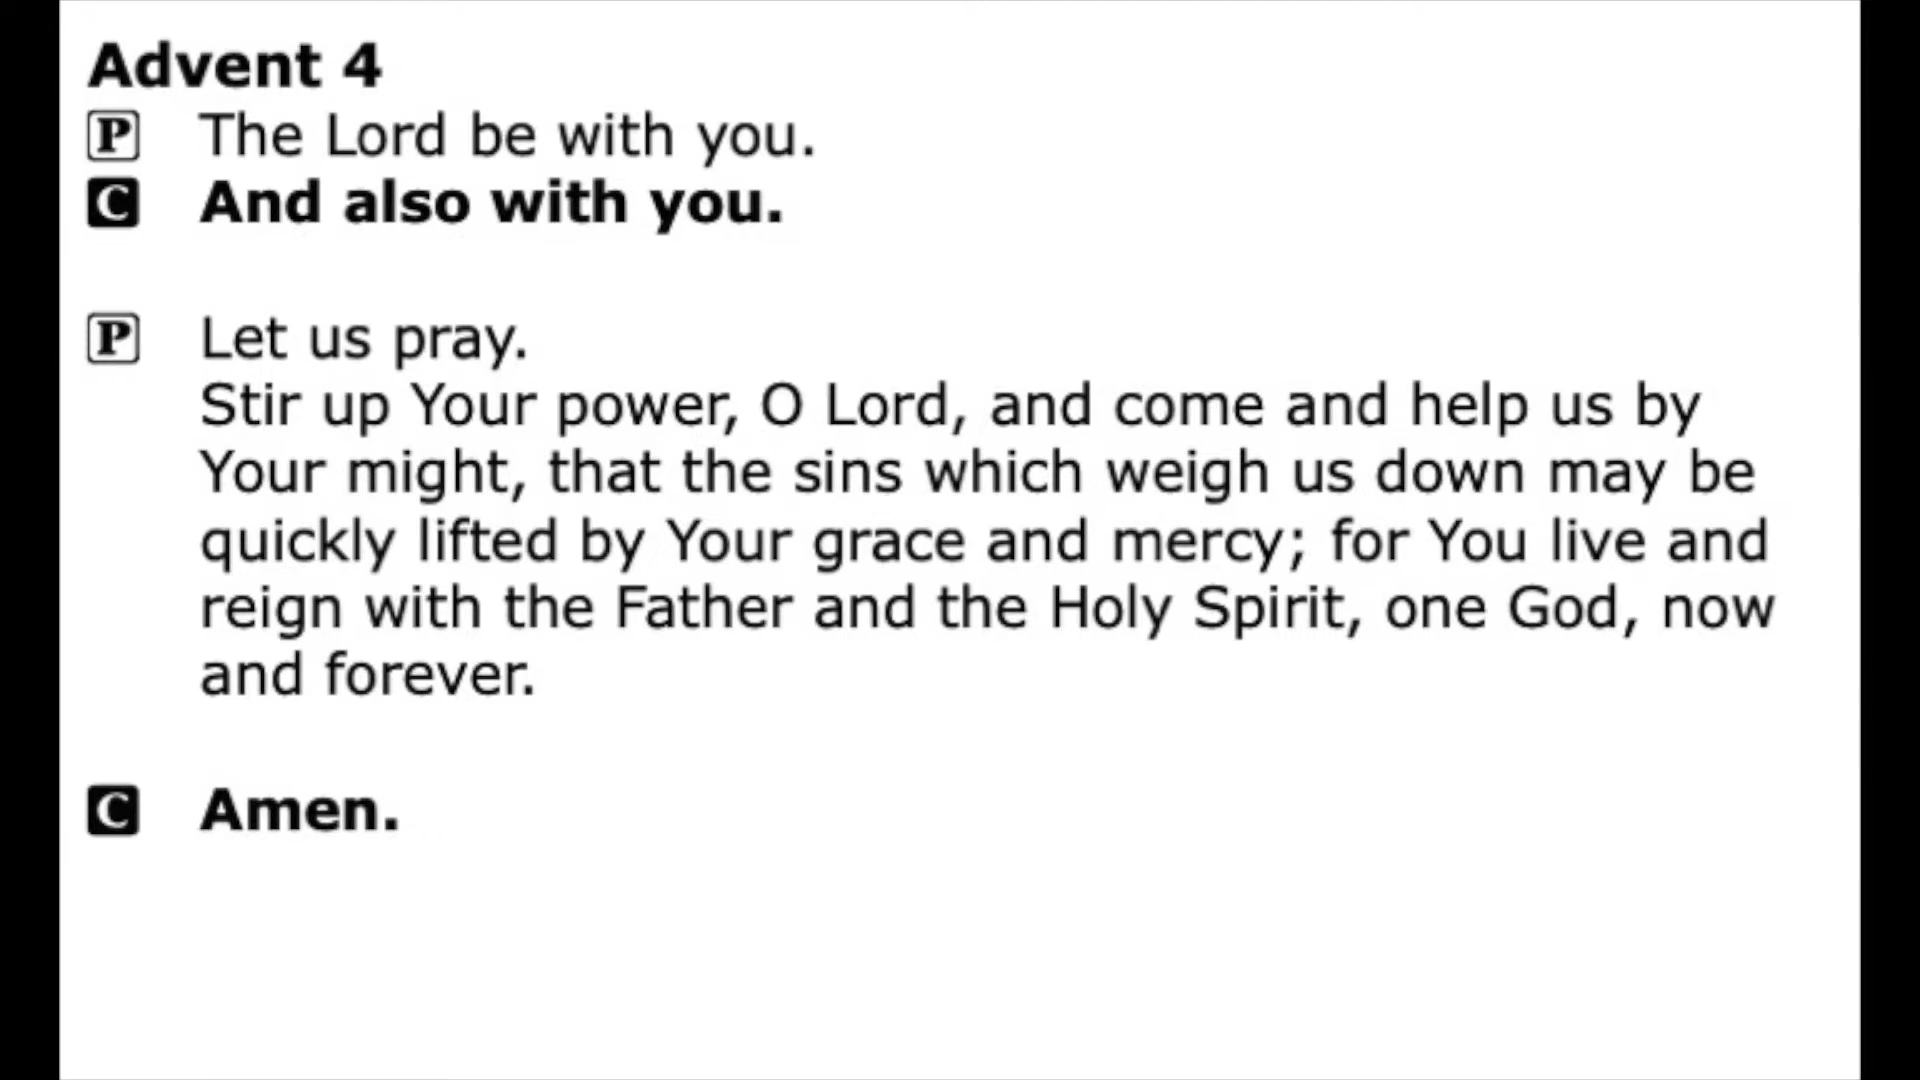 Advent 4
P The Lord be with you.
C And also with you.
P Let us pray.
Stir up Your power, O Lord, and come and help us by
Your might, that the sins which weigh us down may be
quickly lifted by Your grace and mercy; for You live and
reign with the Father and the Holy Spirit, one God, now
and forever.
C Amen.